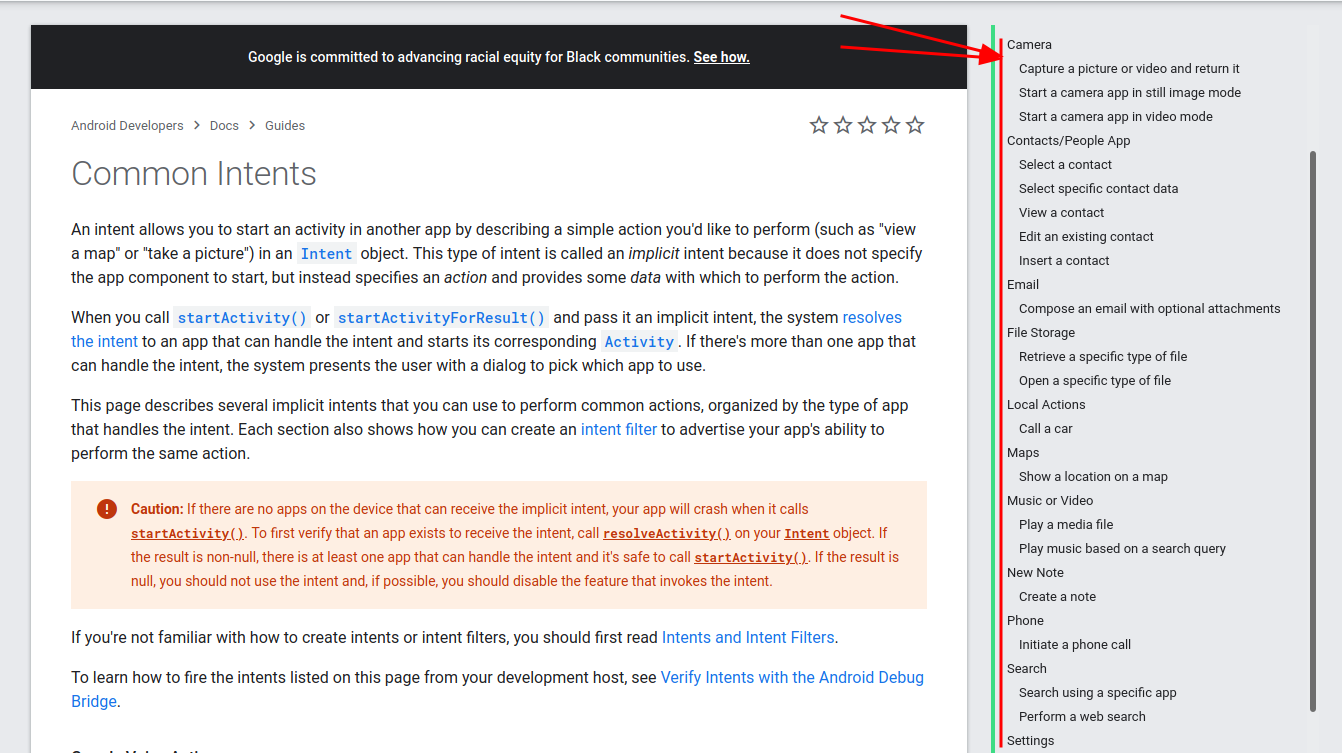 Google is committed to advancing racial equity for Black communities. See how.
Android Developers > Docs > Guides
Common Intents
An intent allows you to start an activity in another app by describing a simple action you'd like to perform (such as "view
a map" or "take a picture") in an Intent object. This type of intent is called an implicit intent because it does not specify
the app component to start, but instead specifies an action and provides some data with which to perform the action.
When you call startActivity() or startActivityForResult() and pass it an implicit intent, the system resolves
the intent to an app that can handle the intent and starts its corresponding Activity. If there's more than one app that
can handle the intent, the system presents the user with a dialog to pick which app to use.
This page describes several implicit intents that you can use to perform common actions, organized by the type of app
that handles the intent. Each section also shows how you can create an intent filter to advertise your app's ability to
perform the same action.
Caution: If there are no apps on the device that can receive the implicit intent, your app will crash when it calls
startActivity(). To first verify that an app exists to receive the intent, call resolveActivity() on your Intent object. If
the result is non-null, there is at least one app that can handle the intent and it's safe to call startActivity(). If the result is
null, you should not use the intent and, if possible, you should disable the feature that invokes the intent.
If you're not familiar with how to create intents or intent filters, you should first read Intents and Intent Filters.
To learn how to fire the intents listed on this page from your development host, see Verify Intents with the Android Debug
Bridge.
Camera
Capture a picture or video and return it
Start a camera app in still image mode
Start a camera app in video mode
Contacts/People App
Select a contact
Select specific contact data
View a contact
Edit an existing contact
Insert a contact
Email
Compose an email with optional attachments
File Storage
Retrieve a specific type of file
Open a specific type of file
Local Actions
Call a car
Maps
Show a location on a map
Music or Video
Play a media file
Play music based on a search query
New Note
Create a note
Phone
Initiate a phone call
Search
Search using a specific app
Perform a web search
Settings